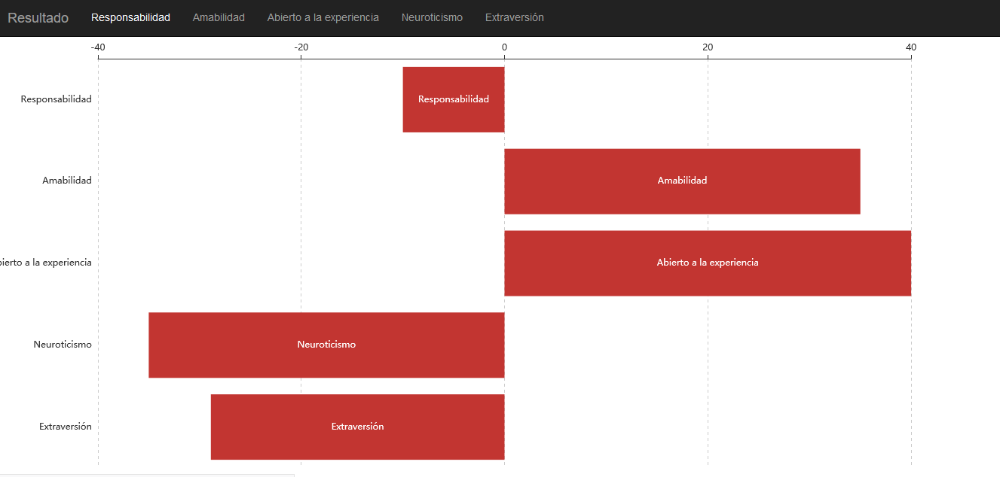 Resultado Responsabilidad Amabilidad Abierto a la experiencia Neuroticismo Extraversión
-40 -20 0 20 40
Responsabilidad Responsabilidad
Amabilidad Amabilidad
bierto a la experiencia Abierto a la experiencia
Neuroticismo Neuroticismo
Extraversión Extraversión